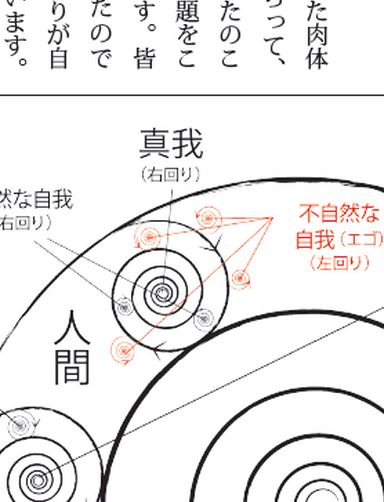 た肉体
って、
たのこ
題をこ
す。皆
たので
りが自
います。
真我
(右回り)
然な自我
右回り)
不自然な
自我(エゴ)
(左回り)
人間